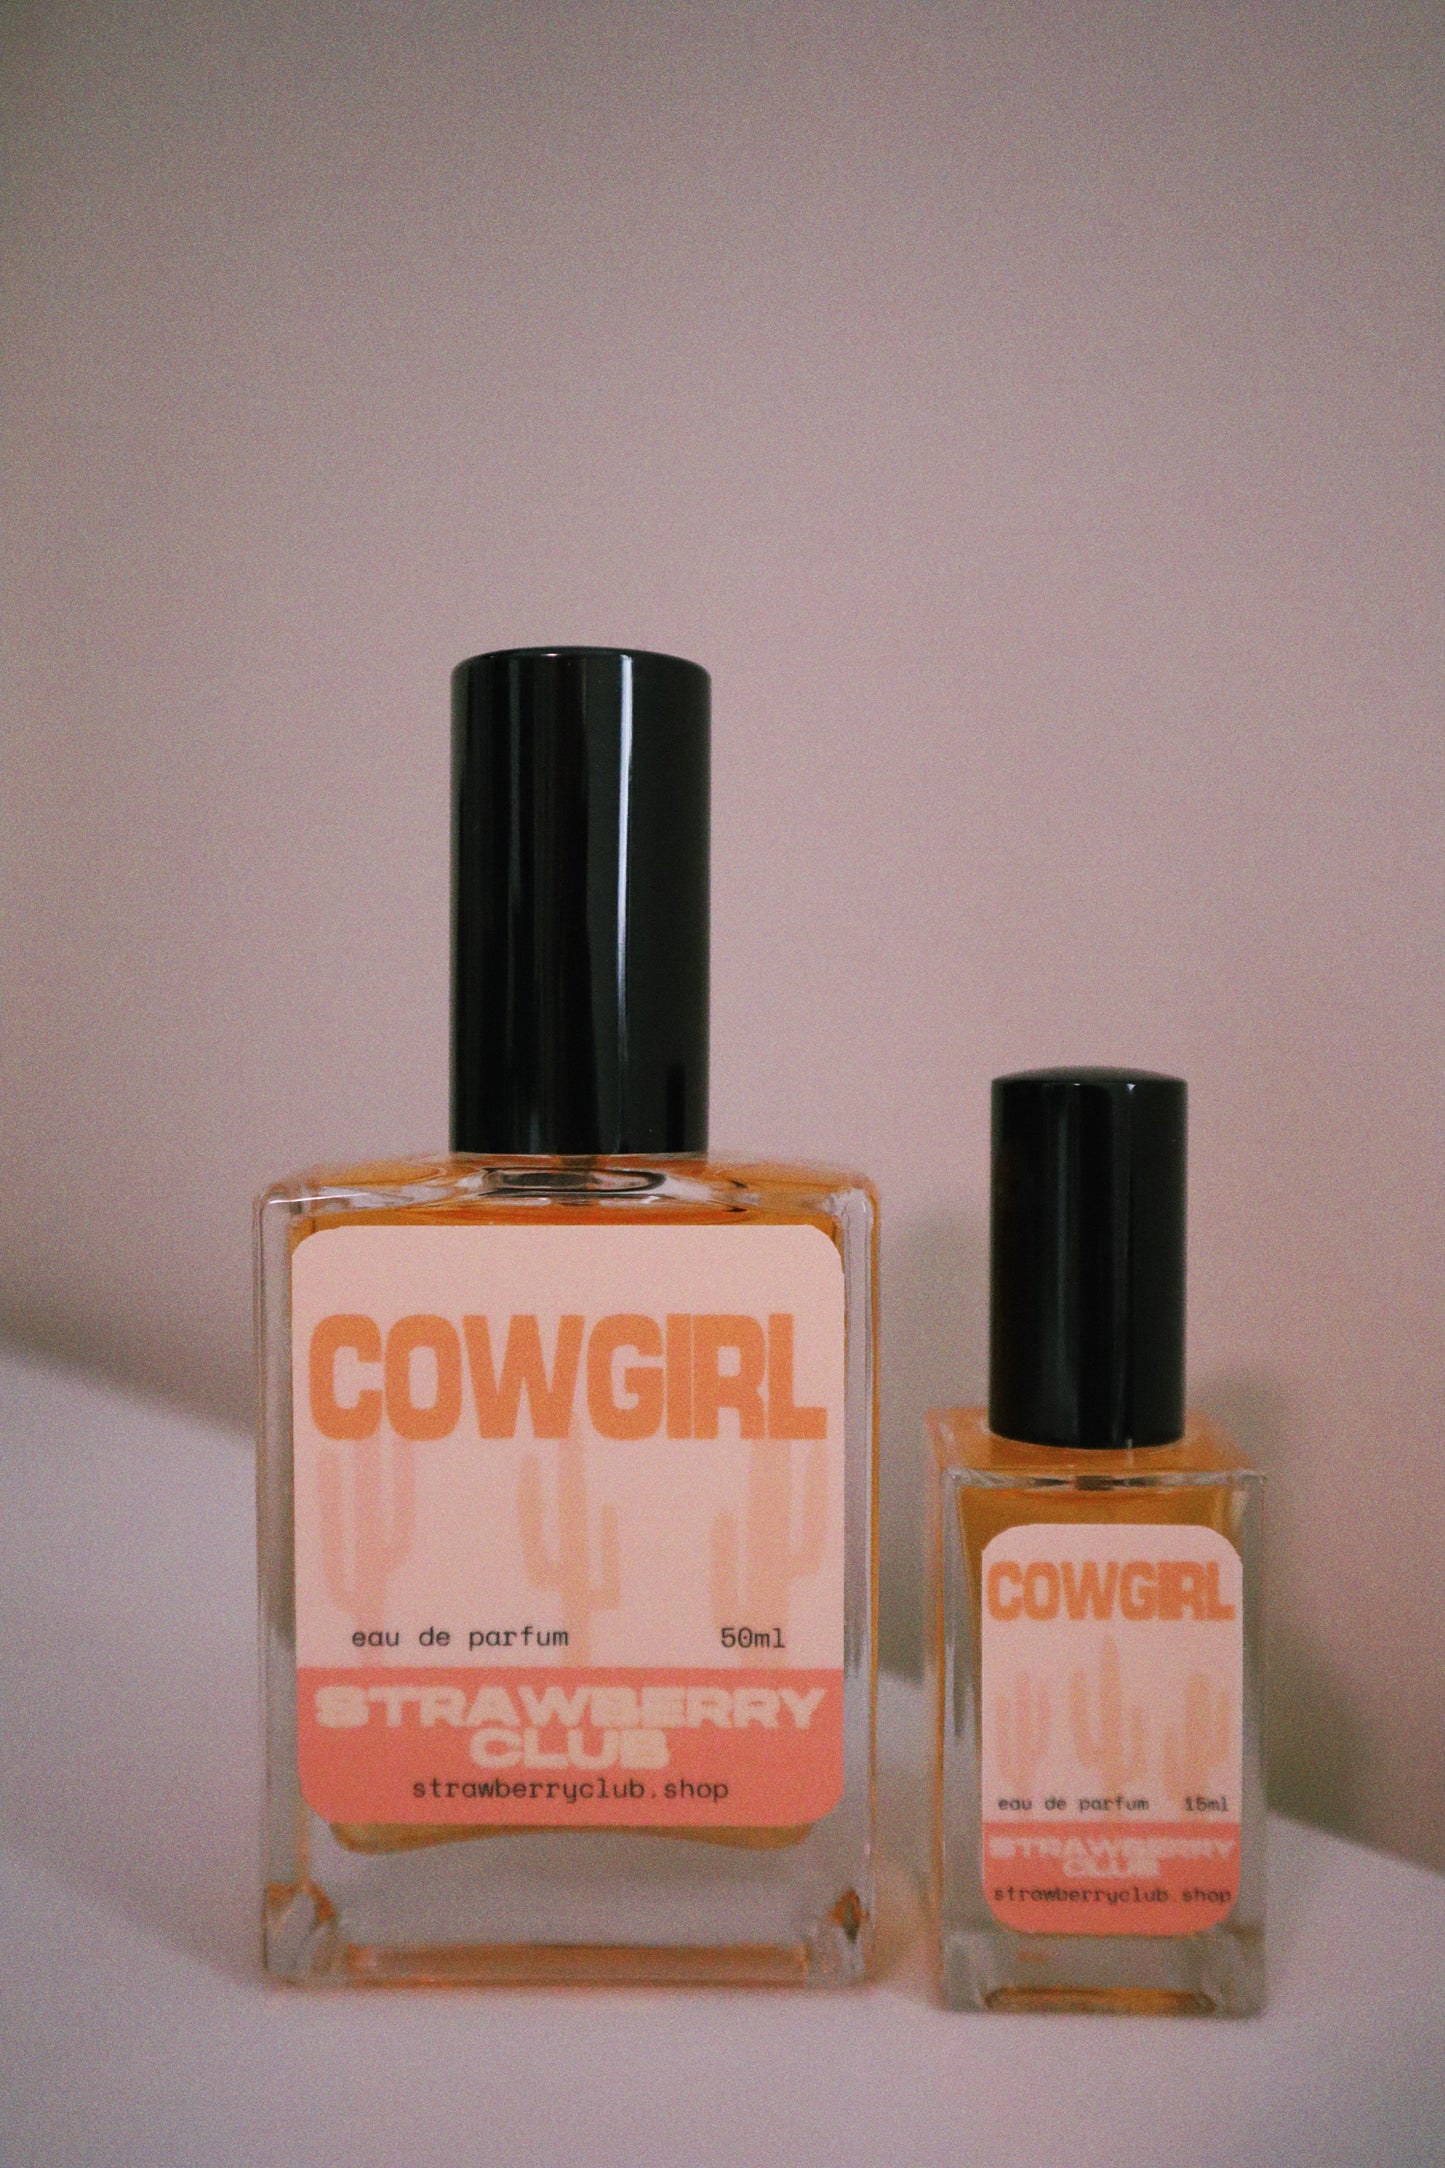 COWGIRL
eau de parfum 50ml
STRAWBERRY
CLUB
strawberryclub.shop
COWGIRL
eau de parfum 15ml
STRAWBERRY
CLUB
strawberryclub.shop